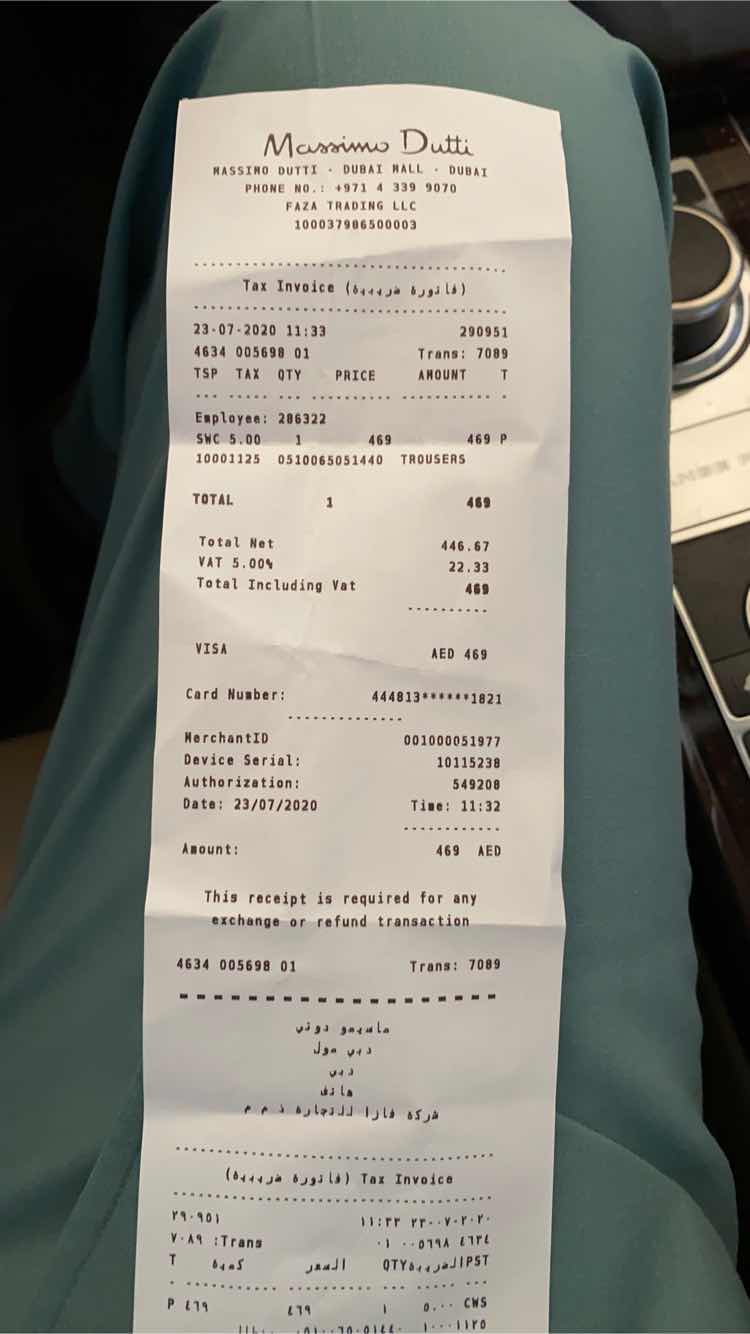 Massimo Dutti
MASSIMO DUTTI - DUBAI MALL - DUBAI
PHONE NO.: +971 4 339 9070
FAZA TRADING LLC
100037986500003
Tax Invoice (فاتورة ضريبية)
23-07-2020 11:33 290951
4634 005698 01 Trans: 7089
TSP TAX QTY PRICE AMOUNT T
Employee: 286322
SWC 5.00 1 469 469 P
10001125 0510065051440 TROUSERS
TOTAL 1 469
Total Net 446.67
VAT 5.00% 22.33
Total Including Vat 469
VISA AED 469
Card Number: 444813******1821
MerchantID 001000051977
Device Serial: 10115238
Authorization: 549208
Date: 23/07/2020 Time: 11:32
Amount: 469 AED
This receipt is required for any
exchange or refund transaction
4634 005698 01 Trans: 7089
ماسيمو دوتي
دبي مول
دبي
هاتف
شركه فازا للتجاره ذ م م
(فاتورة ضريبية) Tax Invoice
٢٩٠٩٥١ ١١:٣٣ ٢٣-٠٧-٢٠٢٠
٧٠٨٩ :Trans ٠١ ٠٠٥٦٩٨ ٤٦٣٤
T كمية السعر QTYالضريبةPST
P ٤٦٩ ٤٦٩ ١ ٥.٠٠ CWS